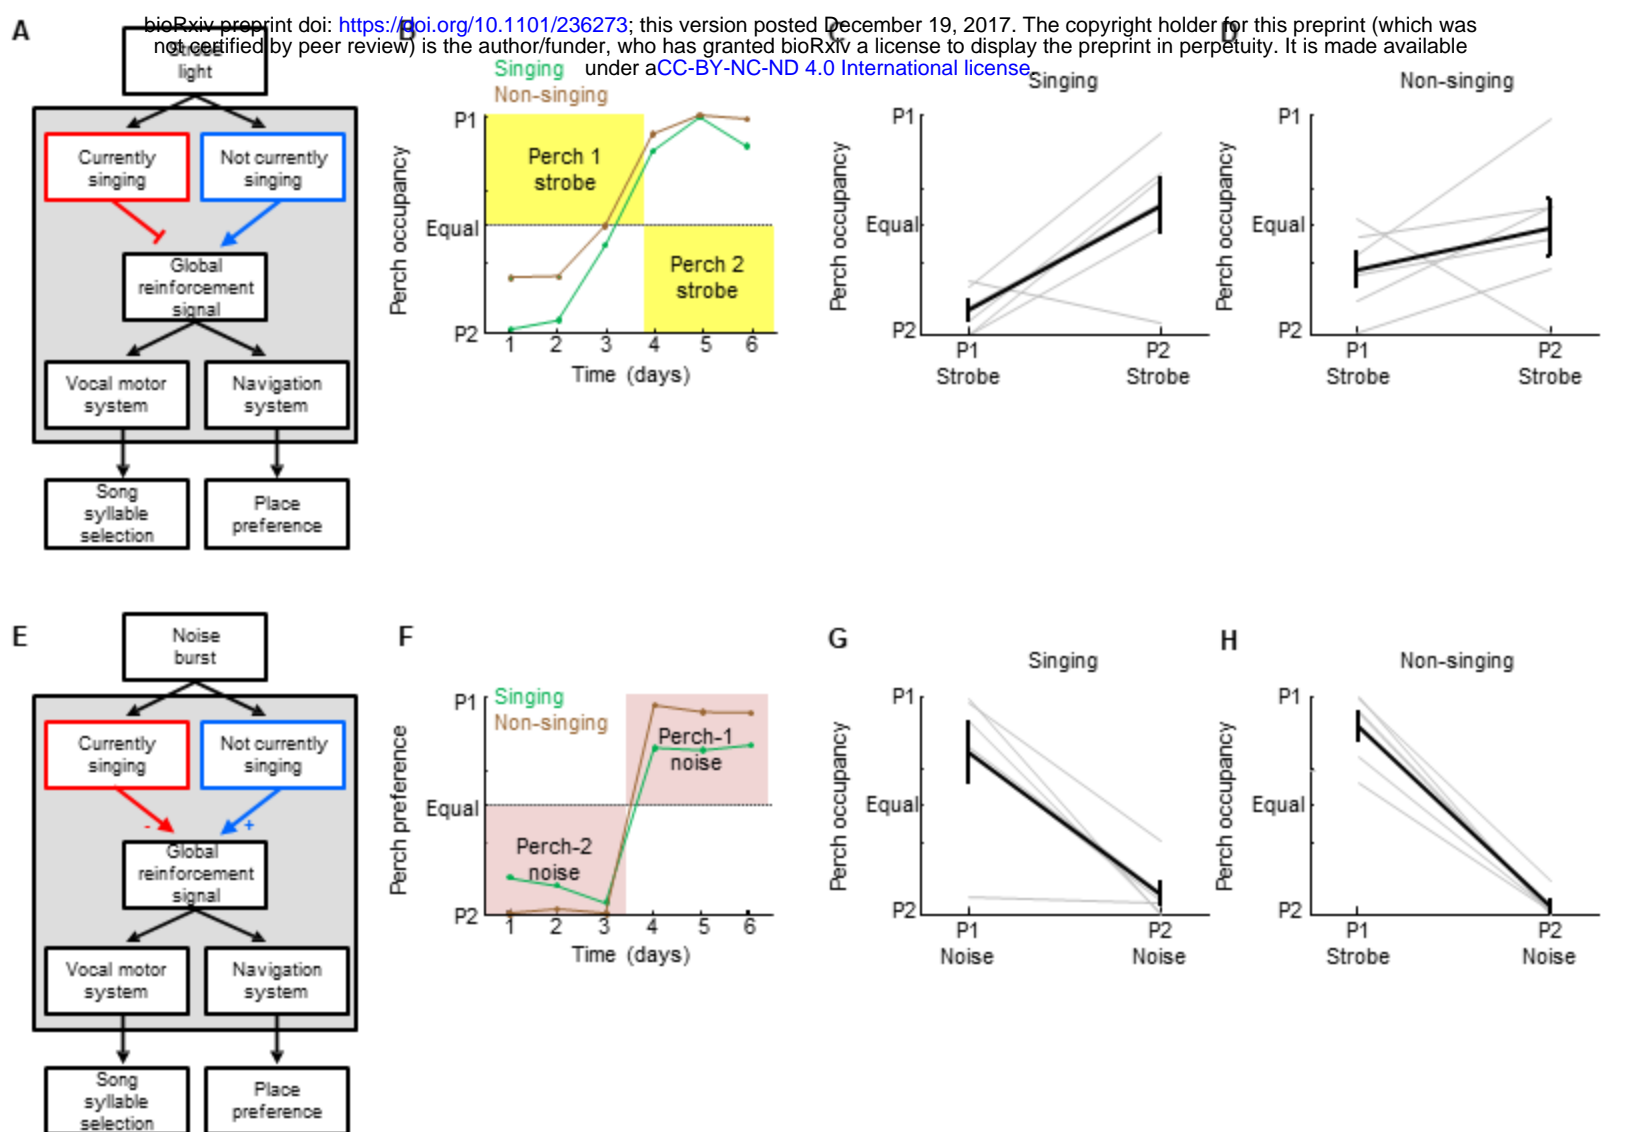 bioRxiv preprint doi: https://doi.org/10.1101/236273; this version posted December 19, 2017. The copyright holder for this preprint (which was
not certified by peer review) is the author/funder, who has granted bioRxiv a license to display the preprint in perpetuity. It is made available
under aCC-BY-NC-ND 4.0 International license.
A
Strobe
light
Currently
singing
Not currently
singing
Global
reinforcement
signal
Vocal motor
system
Navigation
system
Song
syllable
selection
Place
preference
B
Singing
Non-singing
Perch occupancy
P1
Equal
P2
Perch 1
strobe
Perch 2
strobe
1 2 3 4 5 6
Time (days)
C
Singing
Perch occupancy
P1
Equal
P2
P1
Strobe
P2
Strobe
D
Non-singing
Perch occupancy
P1
Equal
P2
P1
Strobe
P2
Strobe
E
Noise
burst
Currently
singing
Not currently
singing
- +
Global
reinforcement
signal
Vocal motor
system
Navigation
system
Song
syllable
selection
Place
preference
F
Singing
Non-singing
Perch preference
P1
Equal
P2
Perch-1
noise
Perch-2
noise
1 2 3 4 5 6
Time (days)
G
Singing
Perch occupancy
P1
Equal
P2
P1
Noise
P2
Noise
H
Non-singing
Perch occupancy
P1
Equal
P2
P1
Strobe
P2
Noise